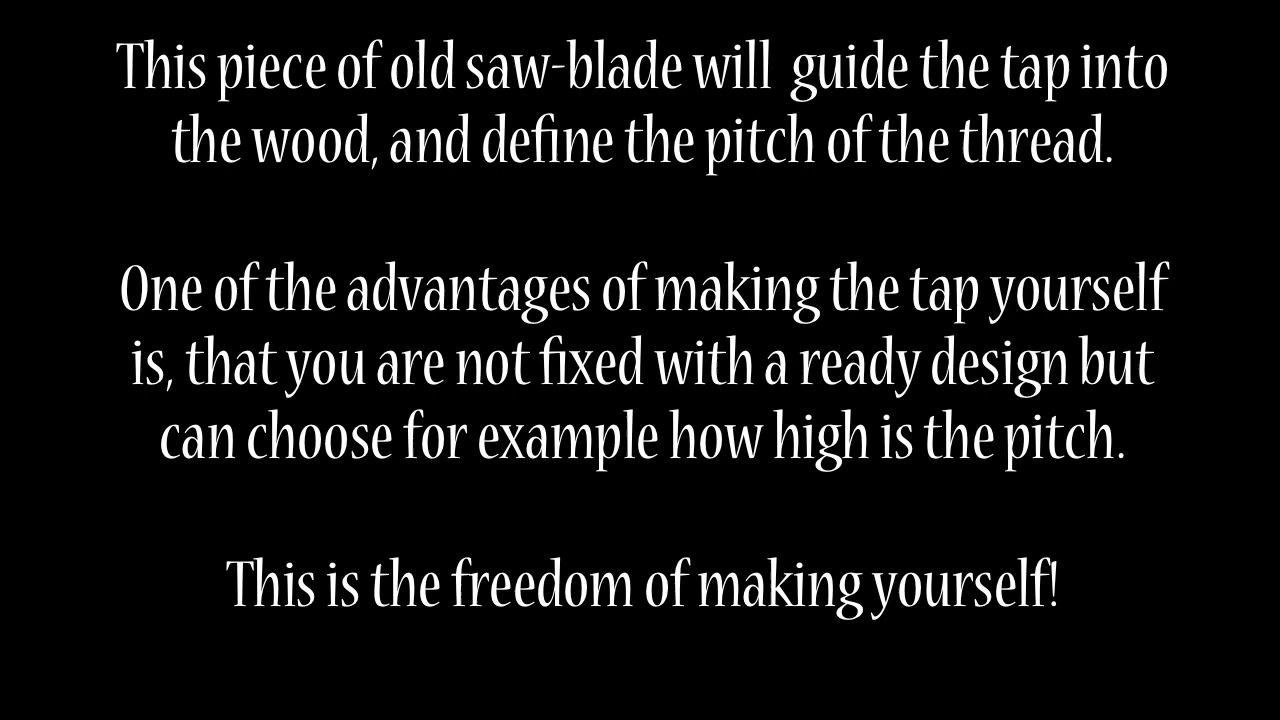 This piece of old saw-blade will  guide the tap into
the wood, and define the pitch of the thread.
One of the advantages of making the tap yourself
is, that you are not fixed with a ready design but
can choose for example how high is the pitch.
This is the freedom of making yourself!